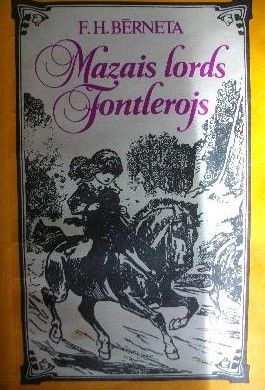 F. H. BĒRNETA
Mazais lords
Fontlerojs